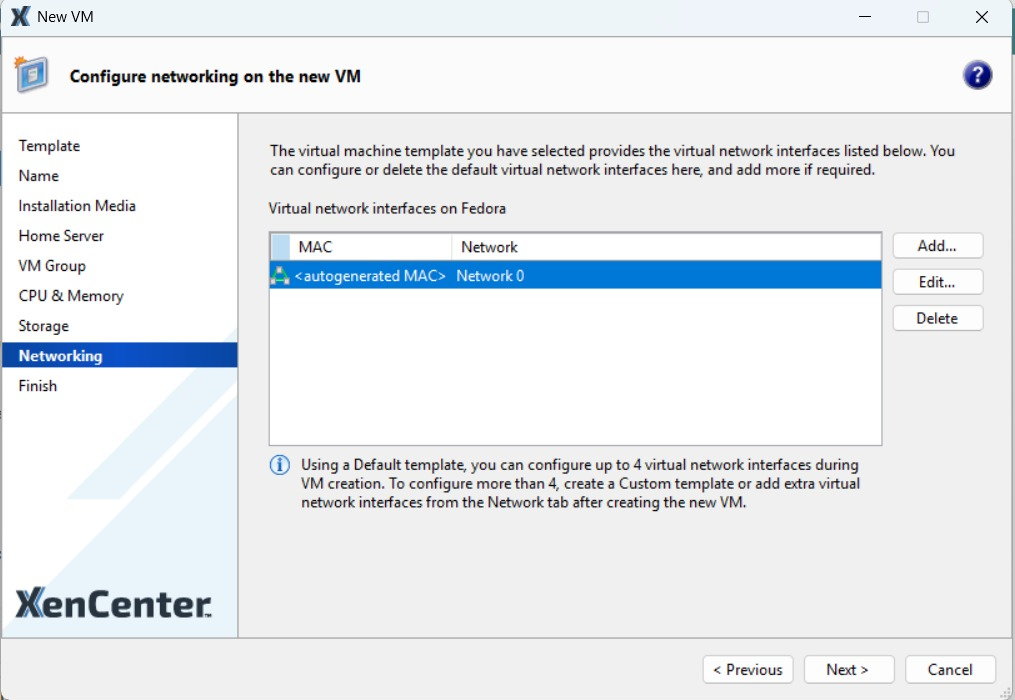 New VM
Configure networking on the new VM
?
Template
Name
Installation Media
Home Server
VM Group
CPU & Memory
Storage
Networking
Finish
The virtual machine template you have selected provides the virtual network interfaces listed below. You
can configure or delete the default virtual network interfaces here, and add more if required.
Virtual network interfaces on Fedora
MAC Network
<autogenerated MAC> Network 0
Add...
Edit...
Delete
Using a Default template, you can configure up to 4 virtual network interfaces during
VM creation. To configure more than 4, create a Custom template or add extra virtual
network interfaces from the Network tab after creating the new VM.
XenCenter™
< Previous Next > Cancel